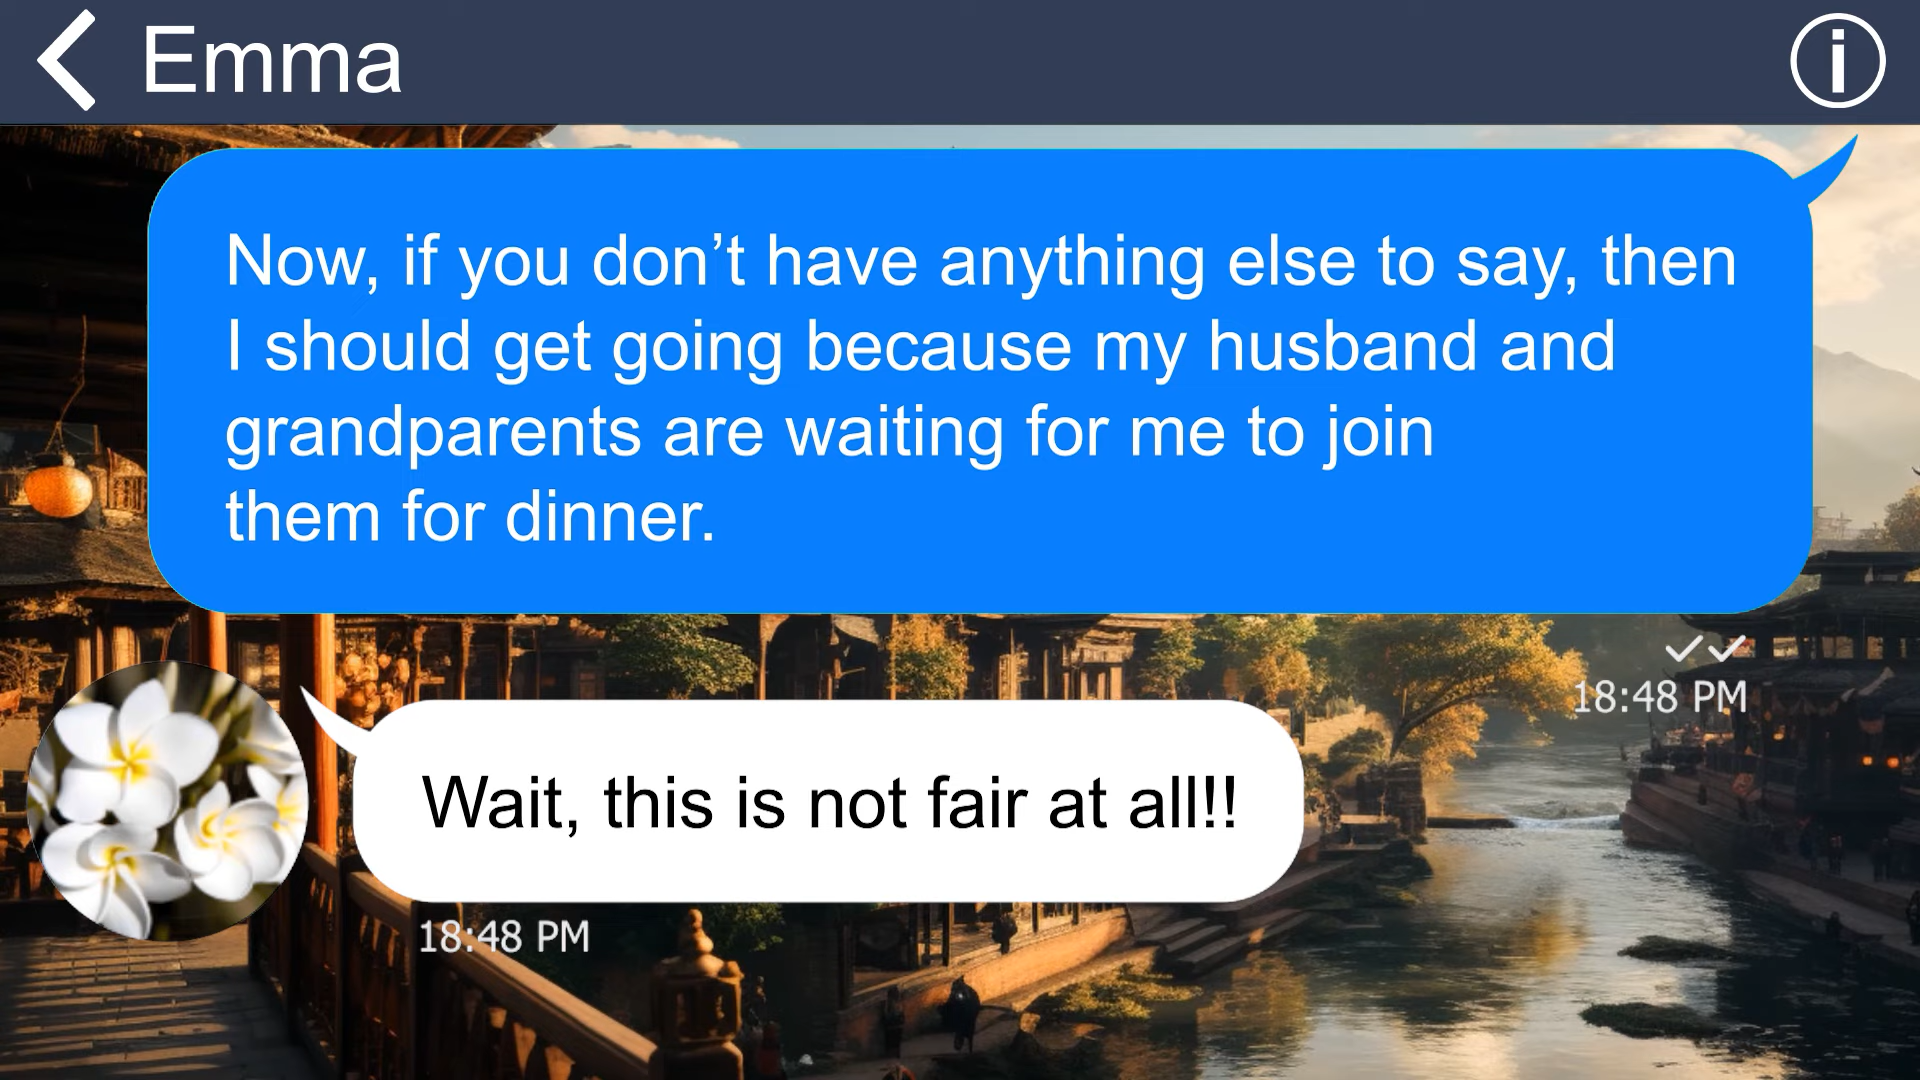 Emma
Now, if you don’t have anything else to say, then
I should get going because my husband and
grandparents are waiting for me to join
them for dinner.
18:48 PM
Wait, this is not fair at all!!
18:48 PM